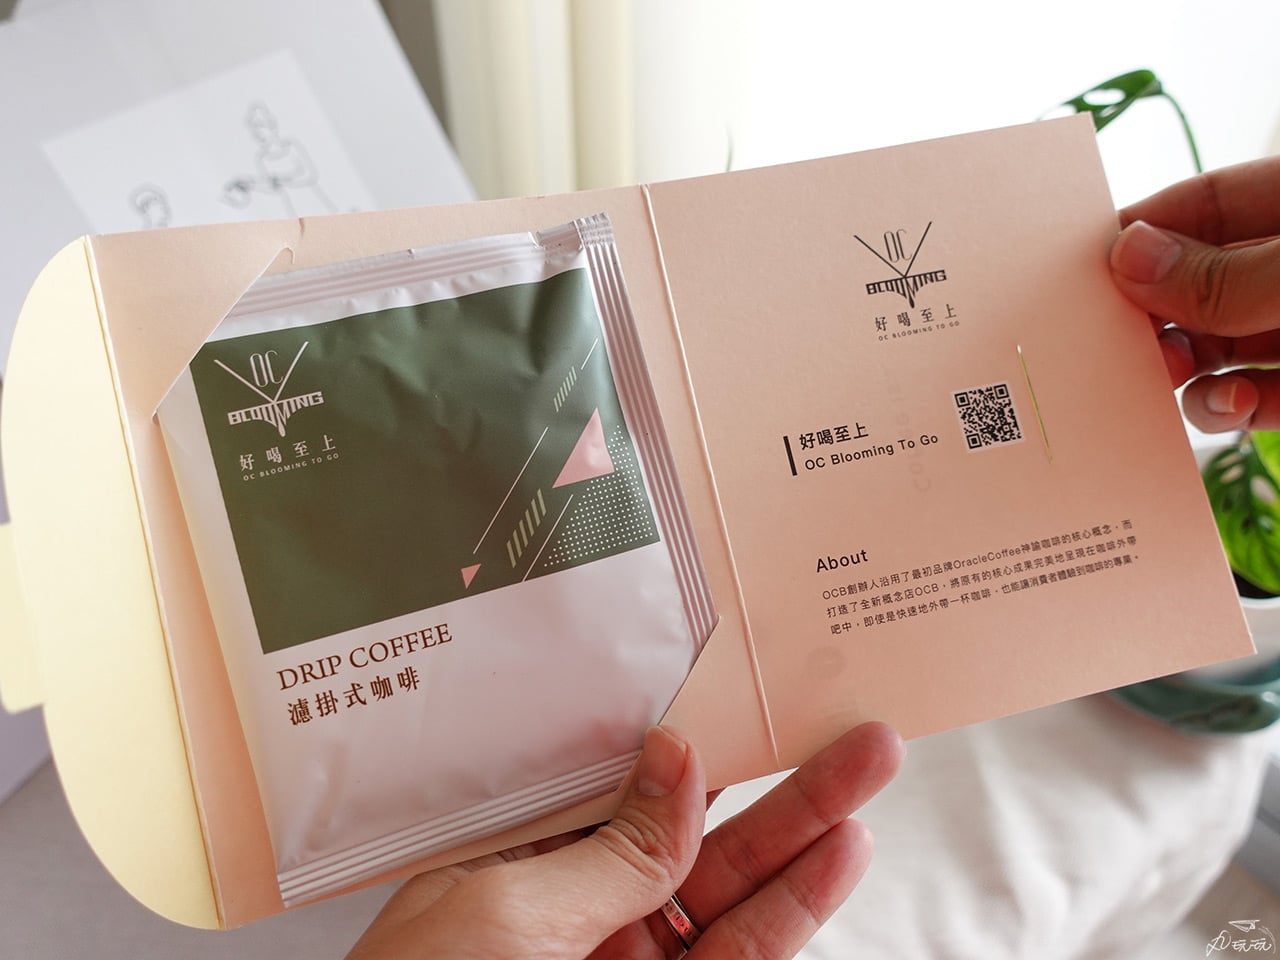 OC
BLOOMING
好喝至上
OC BLOOMING TO GO
DRIP COFFEE
濾掛式咖啡
OC
BLOOMING
好喝至上
OC BLOOMING TO GO
好喝至上
OC Blooming To Go
About
OCB創辦人沿用了最初品牌OracleCoffee神諭咖啡的核心概念，而
打造了全新概念店OCB，將原有的核心成果完美地呈現在咖啡外帶
吧中，即使是快速地外帶一杯咖啡，也能讓消費者體驗到咖啡的專業。